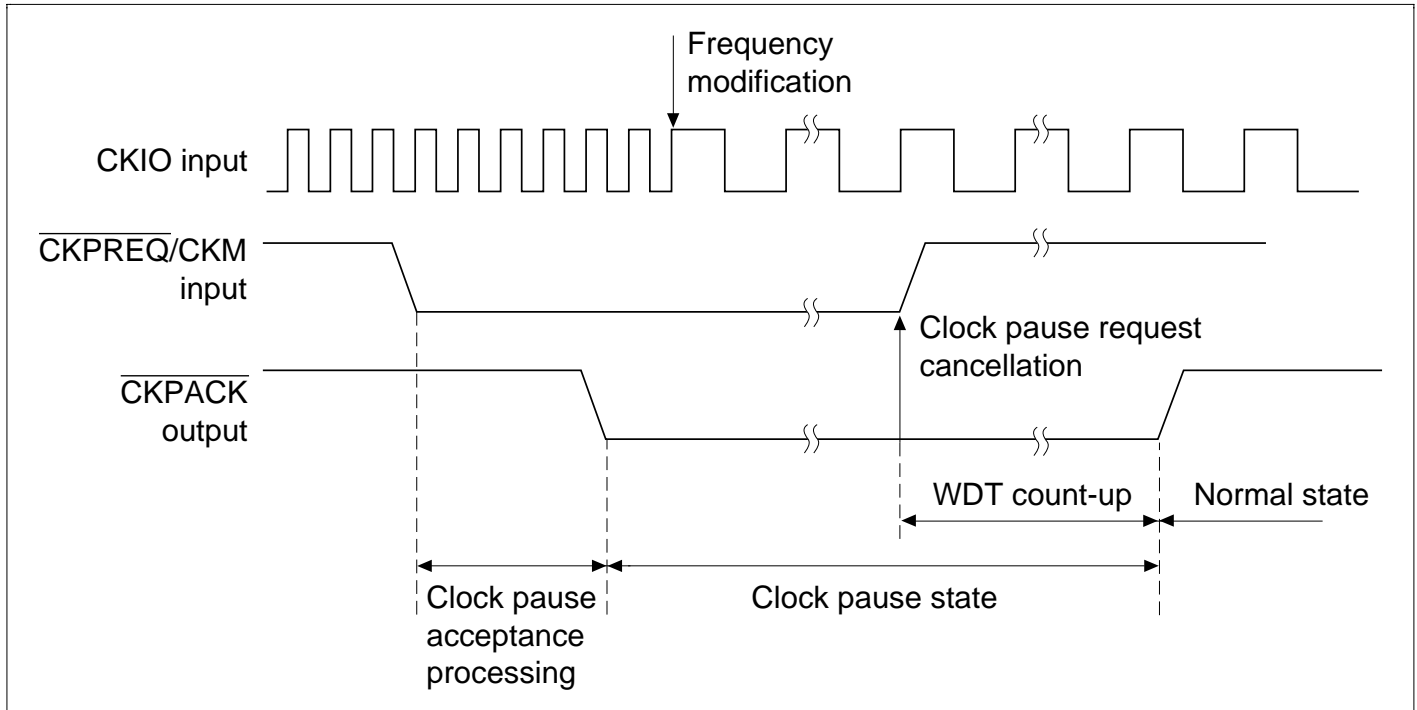 Frequency
modification
CKIO input
CKPREQ/CKM
input
Clock pause request
cancellation
CKPACK
output
WDT count-up
Normal state
Clock pause
acceptance
processing
Clock pause state